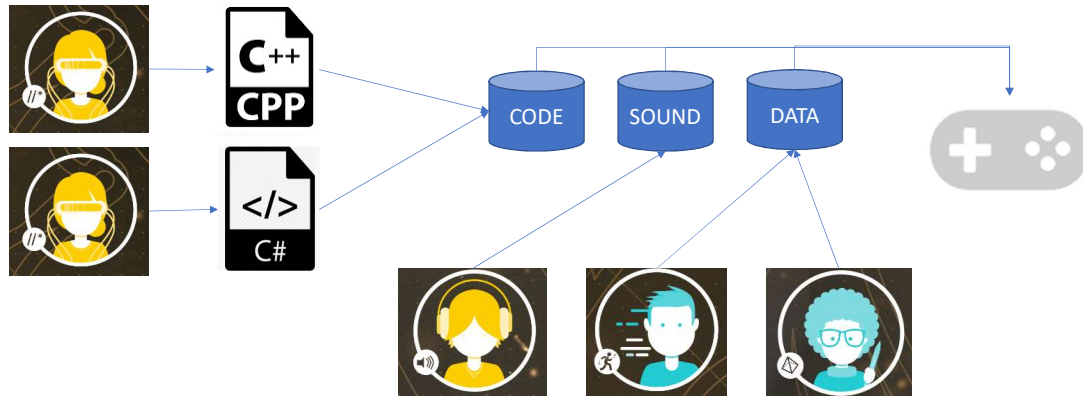 //*
C++
CPP
//*
</>
C#
CODE
SOUND
DATA